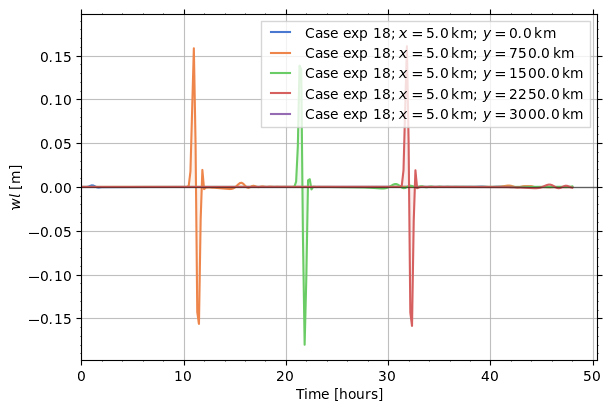 Case exp 18; x = 5.0 km; y = 0.0 km
Case exp 18; x = 5.0 km; y = 750.0 km
Case exp 18; x = 5.0 km; y = 1500.0 km
Case exp 18; x = 5.0 km; y = 2250.0 km
Case exp 18; x = 5.0 km; y = 3000.0 km
wl [m]
0.15
0.10
0.05
0.00
−0.05
−0.10
−0.15
0 10 20 30 40 50
Time [hours]